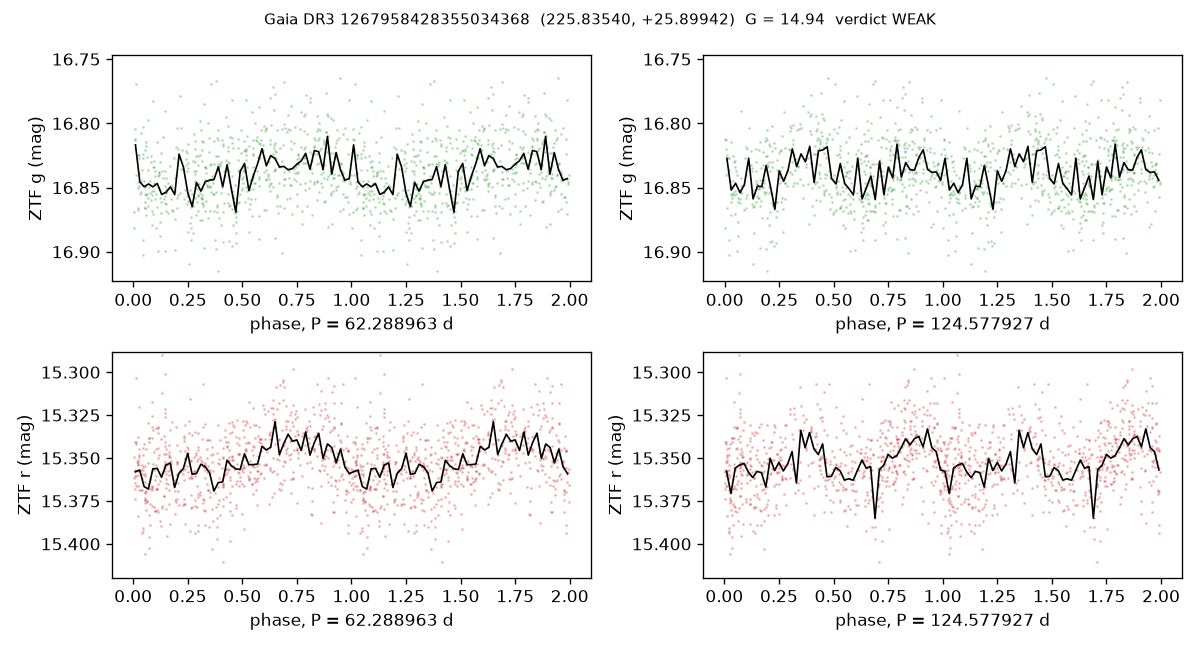 Gaia DR3 1267958428355034368 (225.83540, +25.89942) G = 14.94 verdict WEAK
ZTF g (mag)
16.75
16.80
16.85
16.90
0.00 0.25 0.50 0.75 1.00 1.25 1.50 1.75 2.00
phase, P = 62.288963 d
ZTF g (mag)
16.75
16.80
16.85
16.90
0.00 0.25 0.50 0.75 1.00 1.25 1.50 1.75 2.00
phase, P = 124.577927 d
ZTF r (mag)
15.300
15.325
15.350
15.375
15.400
0.00 0.25 0.50 0.75 1.00 1.25 1.50 1.75 2.00
phase, P = 62.288963 d
ZTF r (mag)
15.300
15.325
15.350
15.375
15.400
0.00 0.25 0.50 0.75 1.00 1.25 1.50 1.75 2.00
phase, P = 124.577927 d